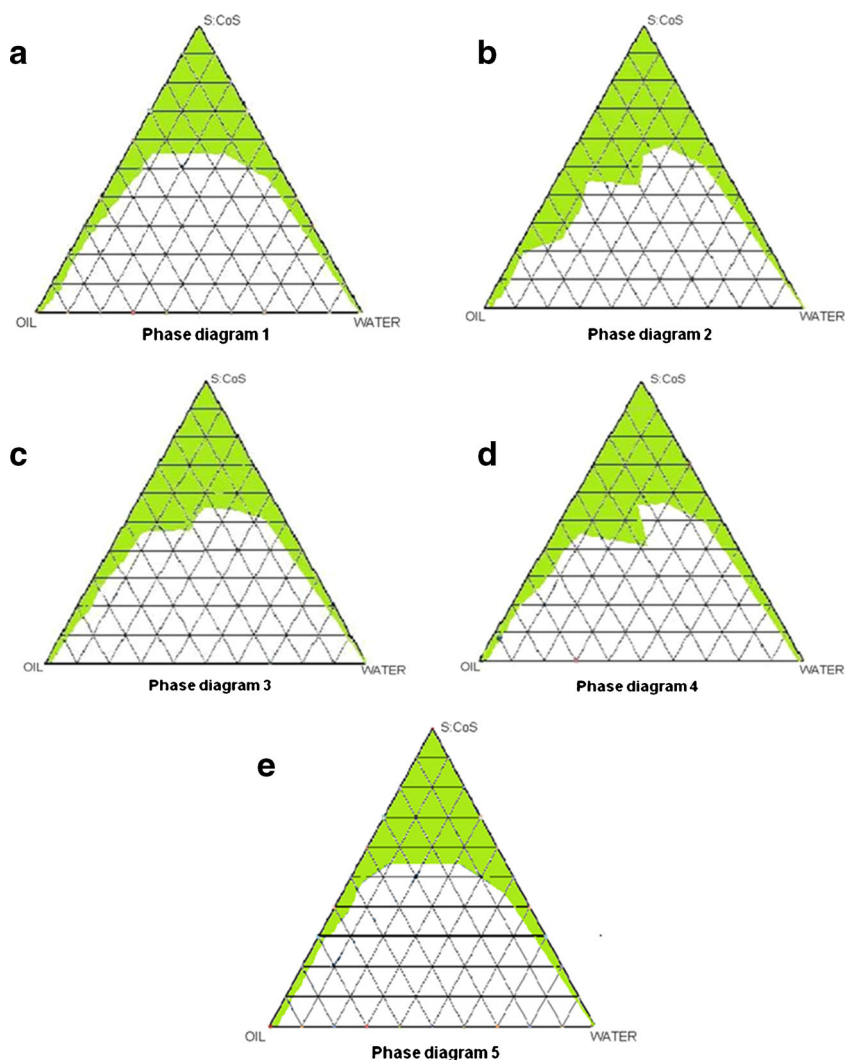 a
S:CoS
OIL
WATER
Phase diagram 1
b
S:CoS
OIL
WATER
Phase diagram 2
c
S:CoS
OIL
WATER
Phase diagram 3
d
S:CoS
OIL
WATER
Phase diagram 4
e
S:CoS
OIL
WATER
Phase diagram 5